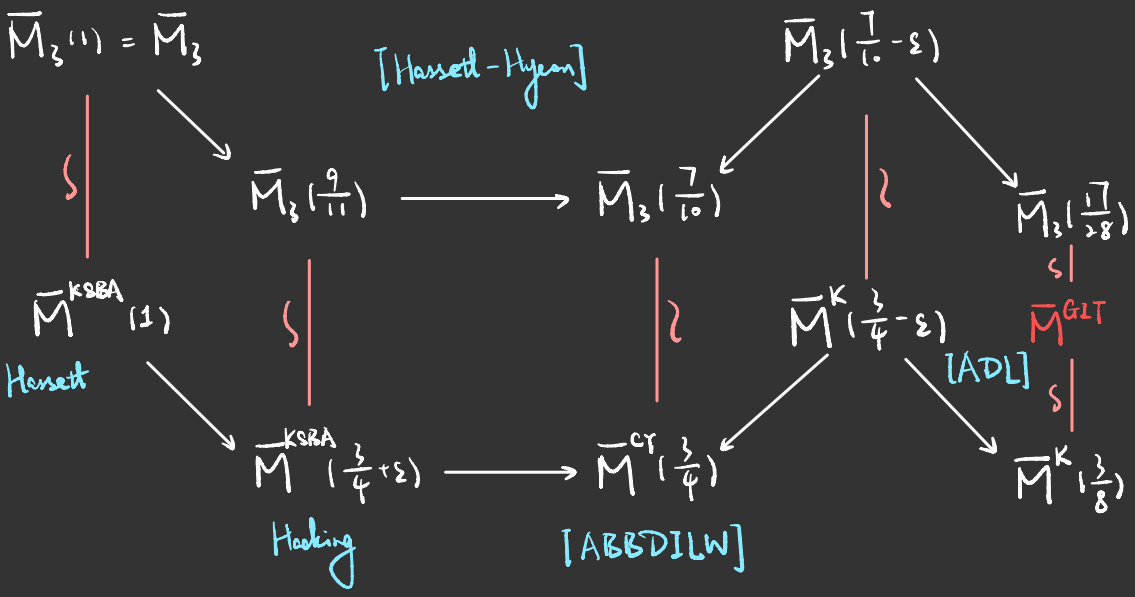 M̅₃(1) = M̅₃
[Hassett-Hyeon]
M̅₃(7/10 - ε)
M̅₃(9/11)
M̅₃(7/10)
M̅₃(17/28)
M̅^KSBA(1)
Hassett
M̅^K(3/4 - ε)
M̅^GIT
[ADL]
M̅^KSBA(3/4 + ε)
M̅^CY(3/4)
M̅^K(3/8)
Hacking
[ABBDILW]